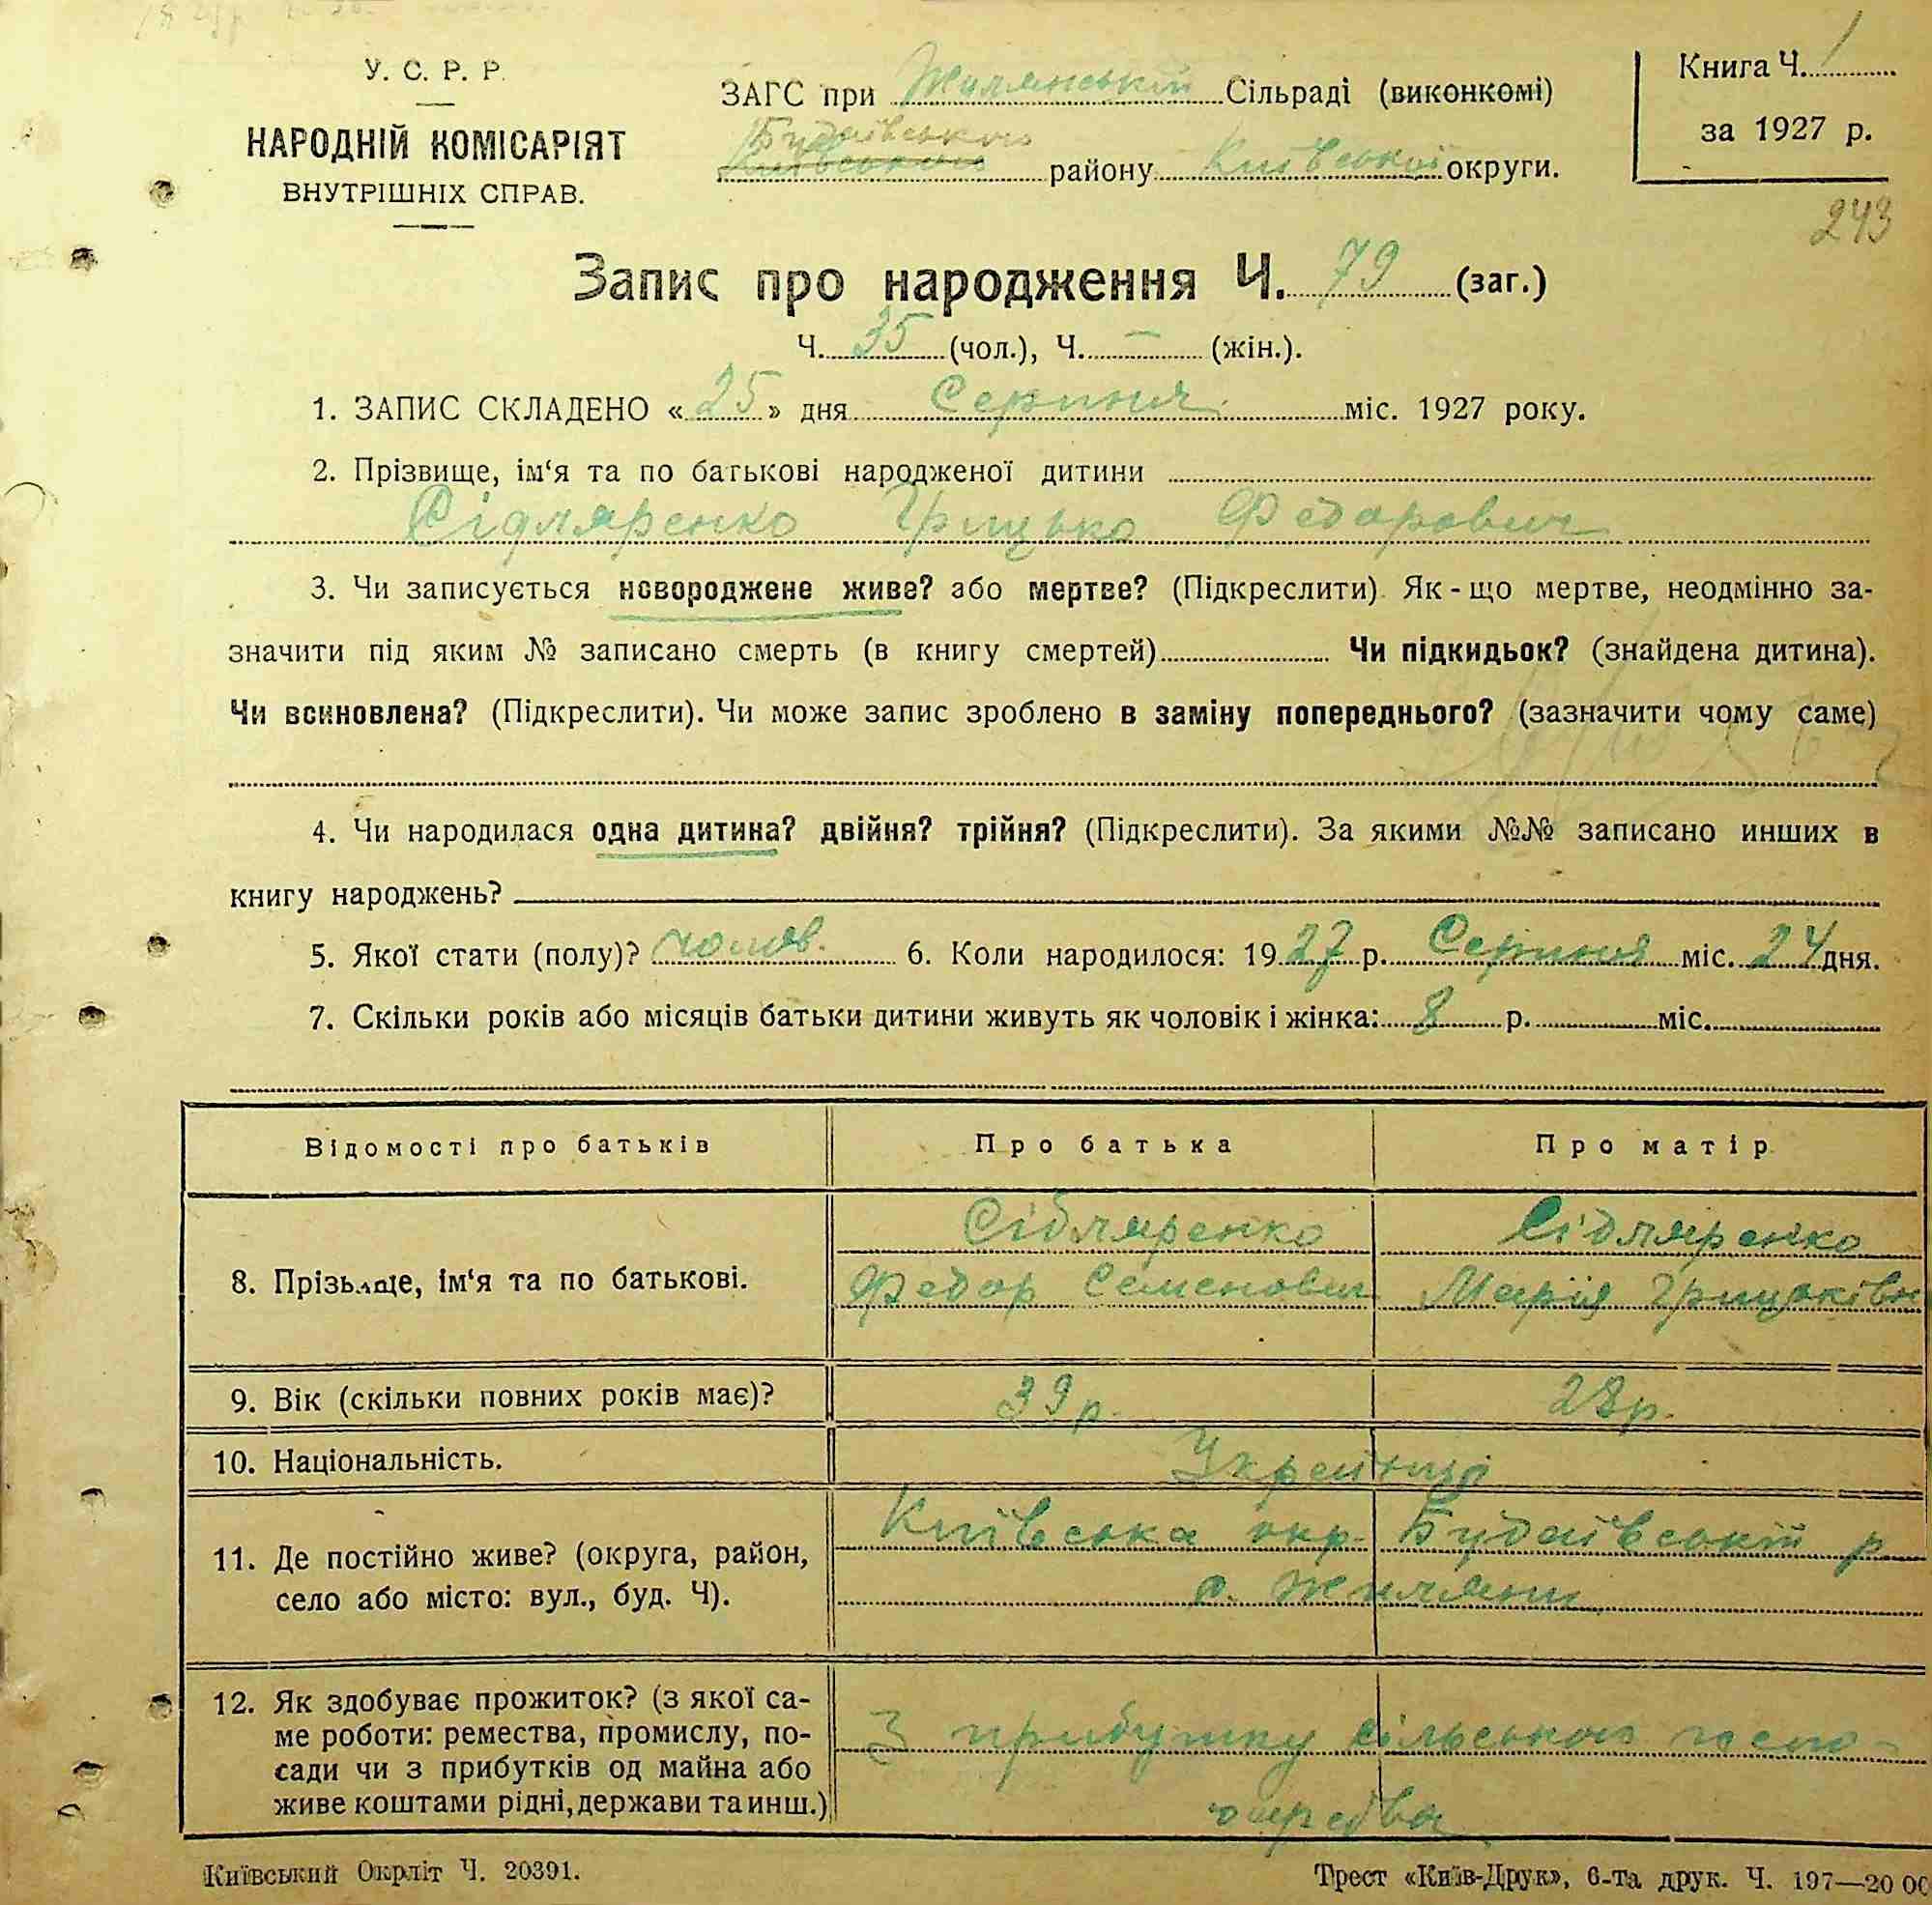 У. С. Р. Р.
НАРОДНІЙ КОМІСАРІЯТ
ВНУТРІШНІХ СПРАВ.
ЗАГС при Жилянській Сільраді (виконкомі)
Будаївського
Київського району Київської округи.
Книга Ч. 1
за 1927 р.
243
Запис про народження Ч. 79 (заг.)
Ч. 35 (чол.), Ч. — (жін.).
1. ЗАПИС СКЛАДЕНО «25» дня Серпня міс. 1927 року.
2. Прізвище, ім‘я та по батькові народженої дитини
Сідляренко Грицько Федорович
3. Чи записується новороджене живе? або мертве? (Підкреслити) Як-що мертве, неодмінно за-
значити під яким № записано смерть (в книгу смертей) Чи підкидьок? (знайдена дитина).
Чи всиновлена? (Підкреслити). Чи може запис зроблено в заміну попереднього? (зазначити чому саме)
4. Чи народилася одна дитина? двійня? трійня? (Підкреслити). За якими №№ записано инших в
книгу народжень?
5. Якої стати (полу)? чолов. 6. Коли народилося: 1927 р. Серпня міс. 24 дня.
7. Скільки років або місяців батьки дитини живуть як чоловік і жінка: 8 р. міс.
Відомості про батьків Про батька Про матір
Сідляренко Сідляренко
8. Прізвище, ім‘я та по батькові. Федор Семенович Марія Грицьківн
9. Вік (скільки повних років має)? 39 р. 28 р.
10. Національність. Українці
Київська окр. Будаївський р
11. Де постійно живе? (округа, район,
село або місто: вул., буд. Ч). с. Жиляни
12. Як здобуває прожиток? (з якої са-
ме роботи: ремества, промислу, по- З прибутку сільського госпо-
сади чи з прибутків од майна або
живе коштами рідні, держави та инш.) дарства
Київський Окрліт Ч. 20391.
Трест «Київ-Друк», 6-та друк. Ч. 197—20 00